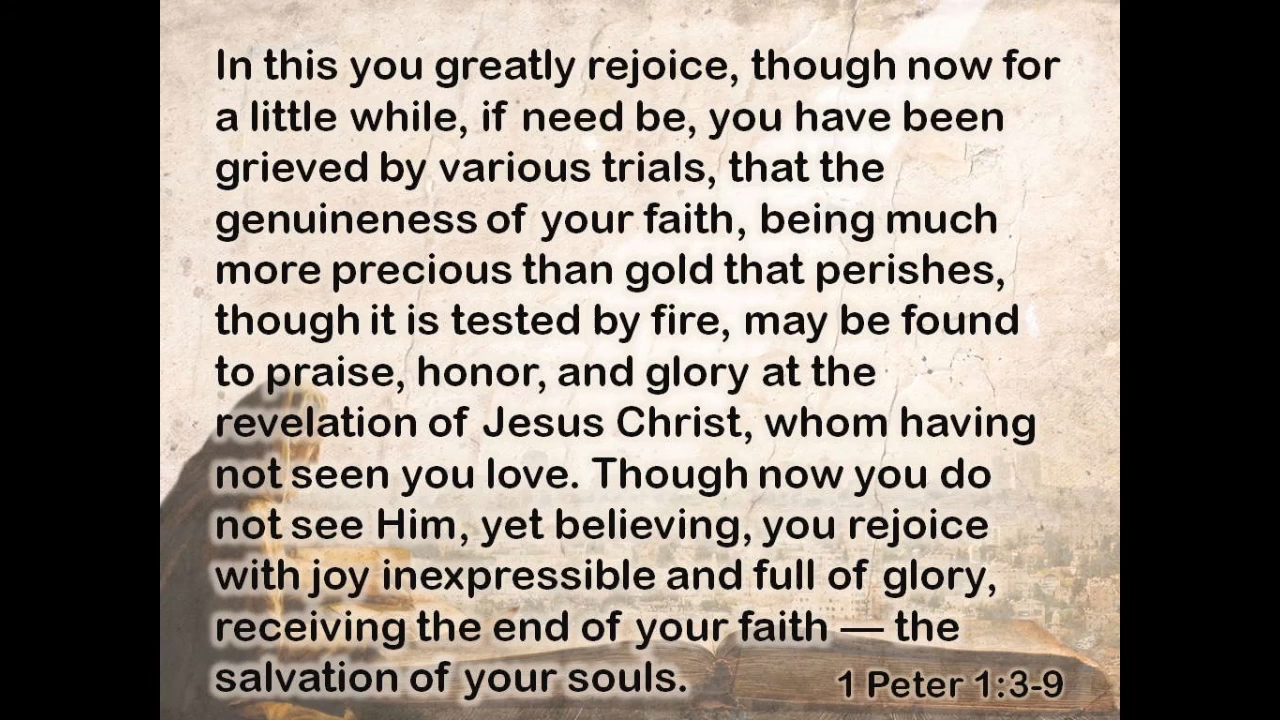 In this you greatly rejoice, though now for
a little while, if need be, you have been
grieved by various trials, that the
genuineness of your faith, being much
more precious than gold that perishes,
though it is tested by fire, may be found
to praise, honor, and glory at the
revelation of Jesus Christ, whom having
not seen you love. Though now you do
not see Him, yet believing, you rejoice
with joy inexpressible and full of glory,
receiving the end of your faith — the
salvation of your souls.
1 Peter 1:3-9